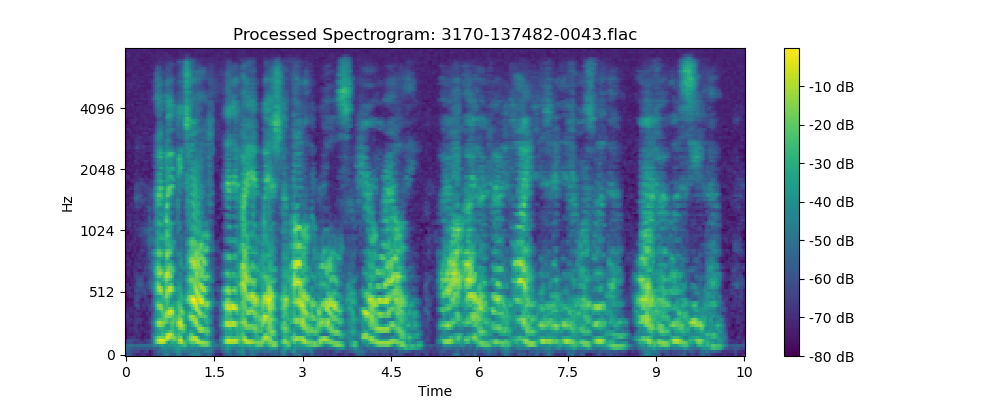 Processed Spectrogram: 3170-137482-0043.flac
Hz
4096
2048
1024
512
0
0 1.5 3 4.5 6 7.5 9 10
Time
-10 dB
-20 dB
-30 dB
-40 dB
-50 dB
-60 dB
-70 dB
-80 dB